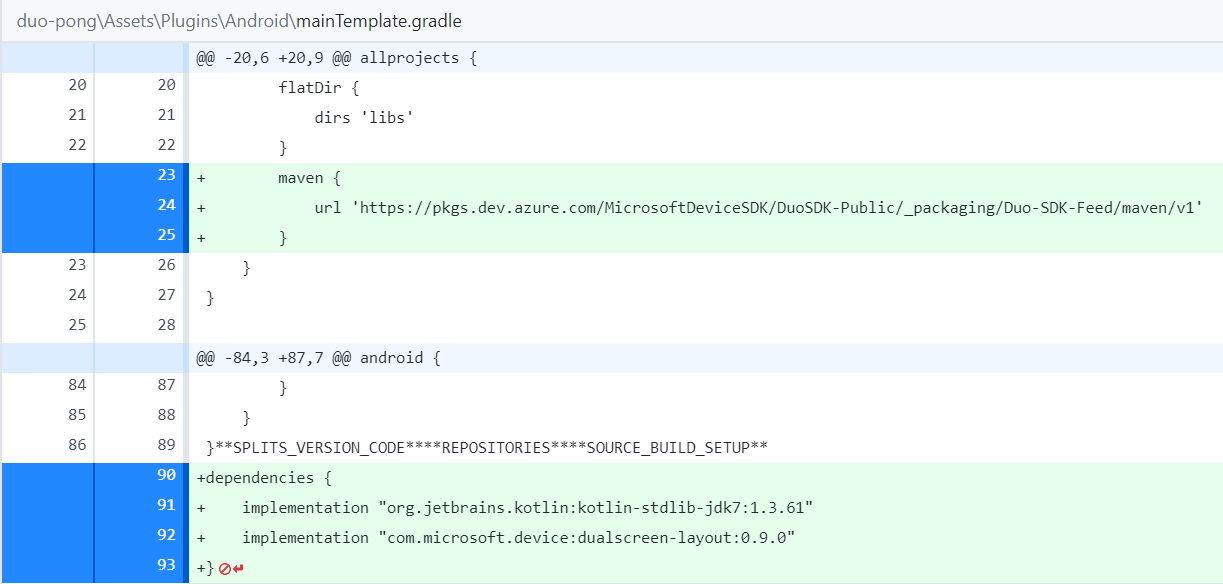 duo-pong\Assets\Plugins\Android\mainTemplate.gradle
@@ -20,6 +20,9 @@ allprojects {
20 20 flatDir {
21 21 dirs 'libs'
22 22 }
23 + maven {
24 + url 'https://pkgs.dev.azure.com/MicrosoftDeviceSDK/DuoSDK-Public/_packaging/Duo-SDK-Feed/maven/v1'
25 + }
23 26 }
24 27 }
25 28
@@ -84,3 +87,7 @@ android {
84 87 }
85 88 }
86 89 }**SPLITS_VERSION_CODE****REPOSITORIES****SOURCE_BUILD_SETUP**
90 +dependencies {
91 + implementation "org.jetbrains.kotlin:kotlin-stdlib-jdk7:1.3.61"
92 + implementation "com.microsoft.device:dualscreen-layout:0.9.0"
93 +}